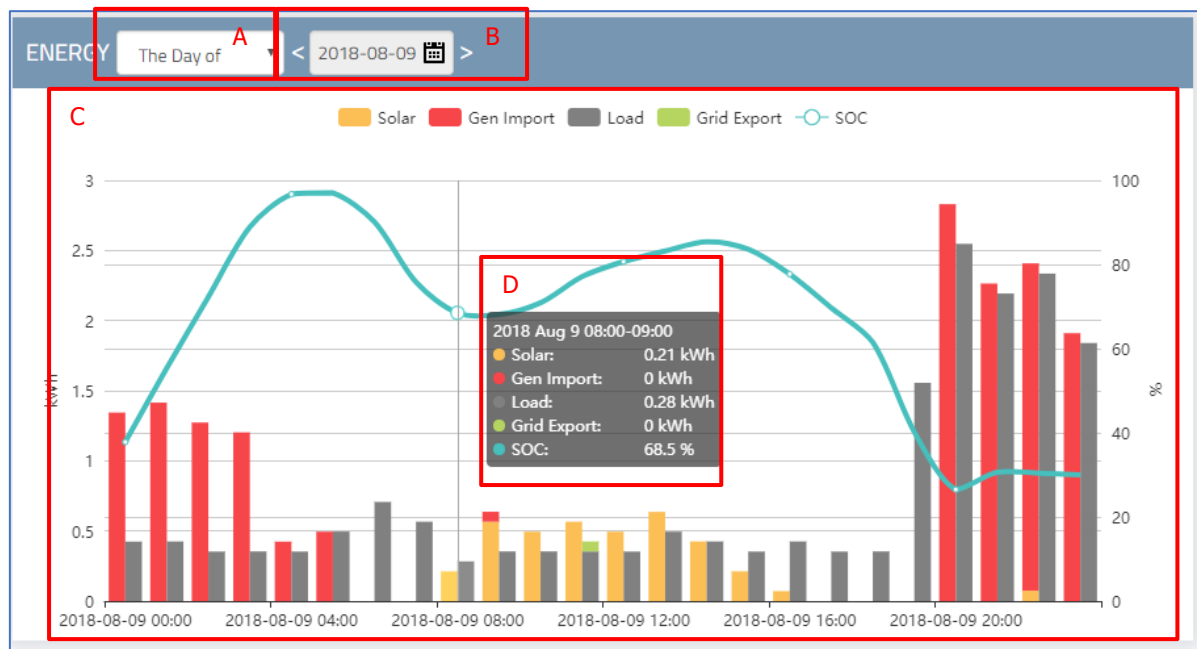 ENERGY The Day of A < 2018-08-09 > B
C
Solar Gen Import Load Grid Export SOC
3 100
2.5 80
D
2018 Aug 9 08:00-09:00
Solar: 0.21 kWh
Gen Import: 0 kWh
Load: 0.28 kWh
Grid Export: 0 kWh
SOC: 68.5 %
2 60
1.5
kWh %
1 40
0.5 20
0 0
2018-08-09 00:00 2018-08-09 04:00 2018-08-09 08:00 2018-08-09 12:00 2018-08-09 16:00 2018-08-09 20:00